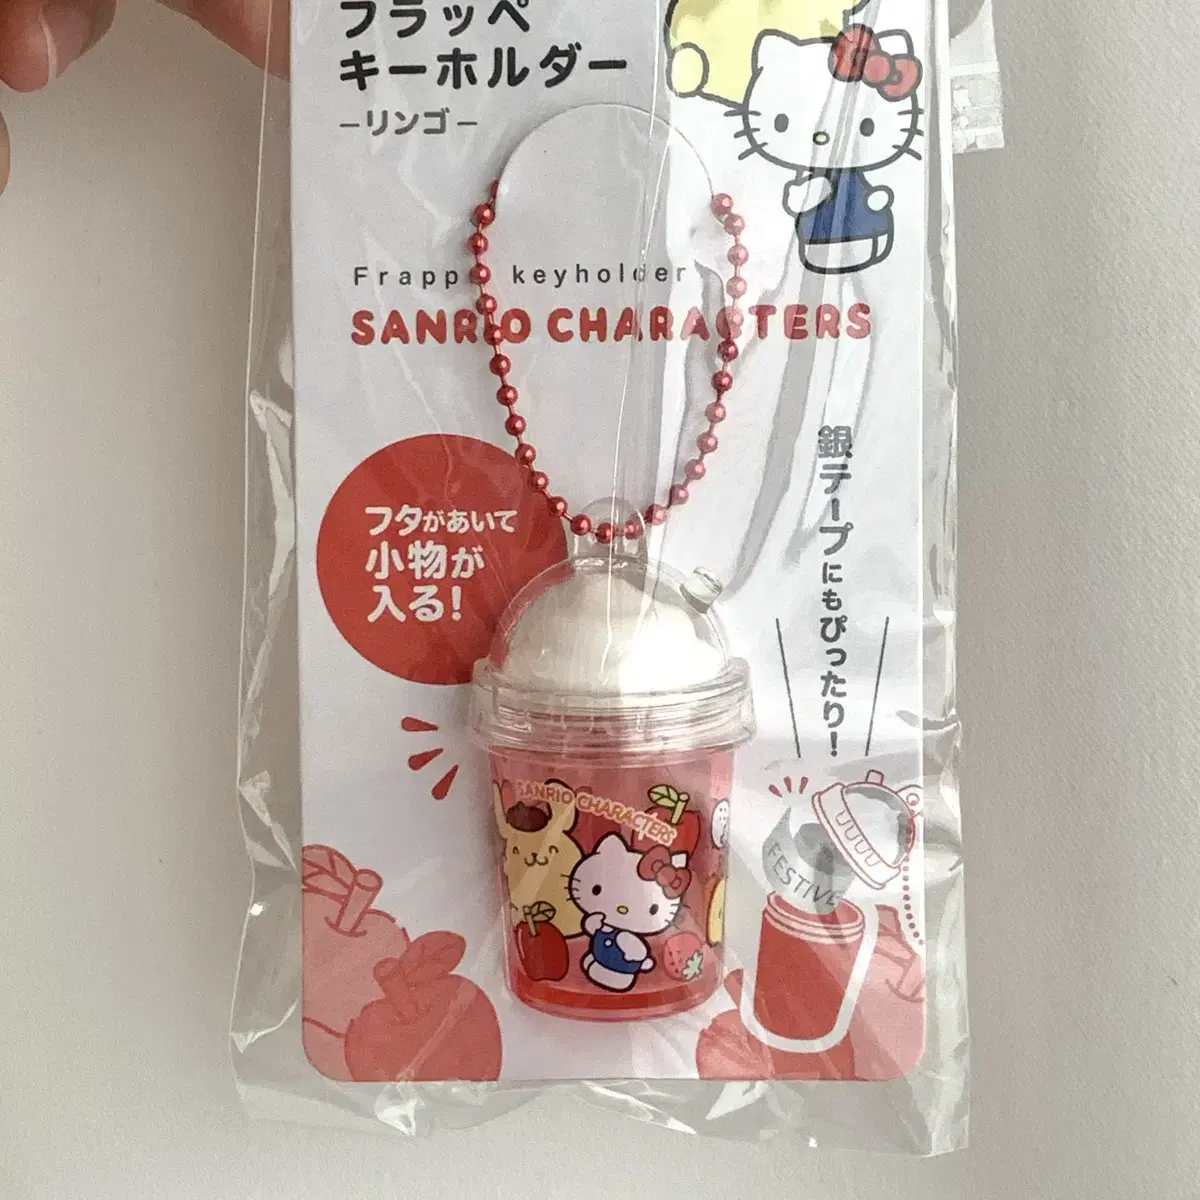 フラッペ
キーホルダー
－リンゴ－
Frappe keyholder
SANRIO CHARACTERS
フタがあいて
小物が
入る！
銀テープにもぴったり！
SANRIO CHARACTERS
FESTIVE